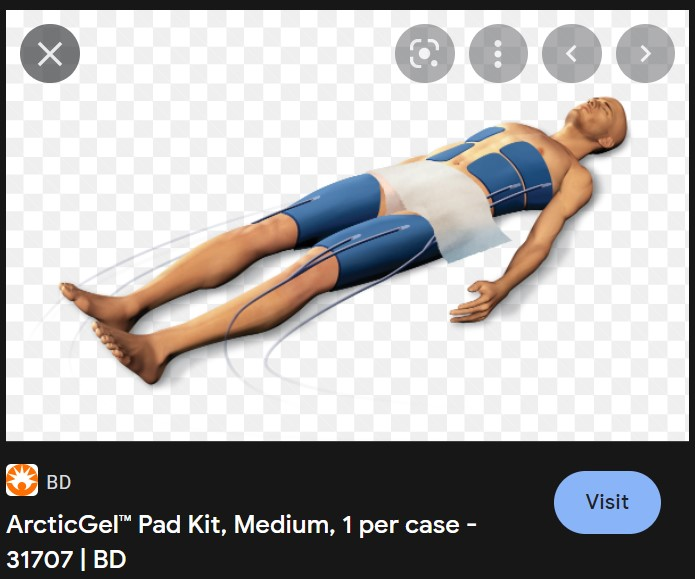 BD
ArcticGel™ Pad Kit, Medium, 1 per case -
31707 | BD
Visit